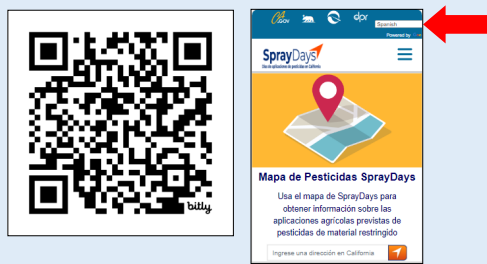 bitly
CA.GOV
dpr
Spanish
Powered by
SprayDays
Uso de aplicaciones de pesticidas en California
Mapa de Pesticidas SprayDays
Usa el mapa de SprayDays para
obtener información sobre las
aplicaciones agrícolas previstas de
pesticidas de material restringido
Ingrese una dirección en California